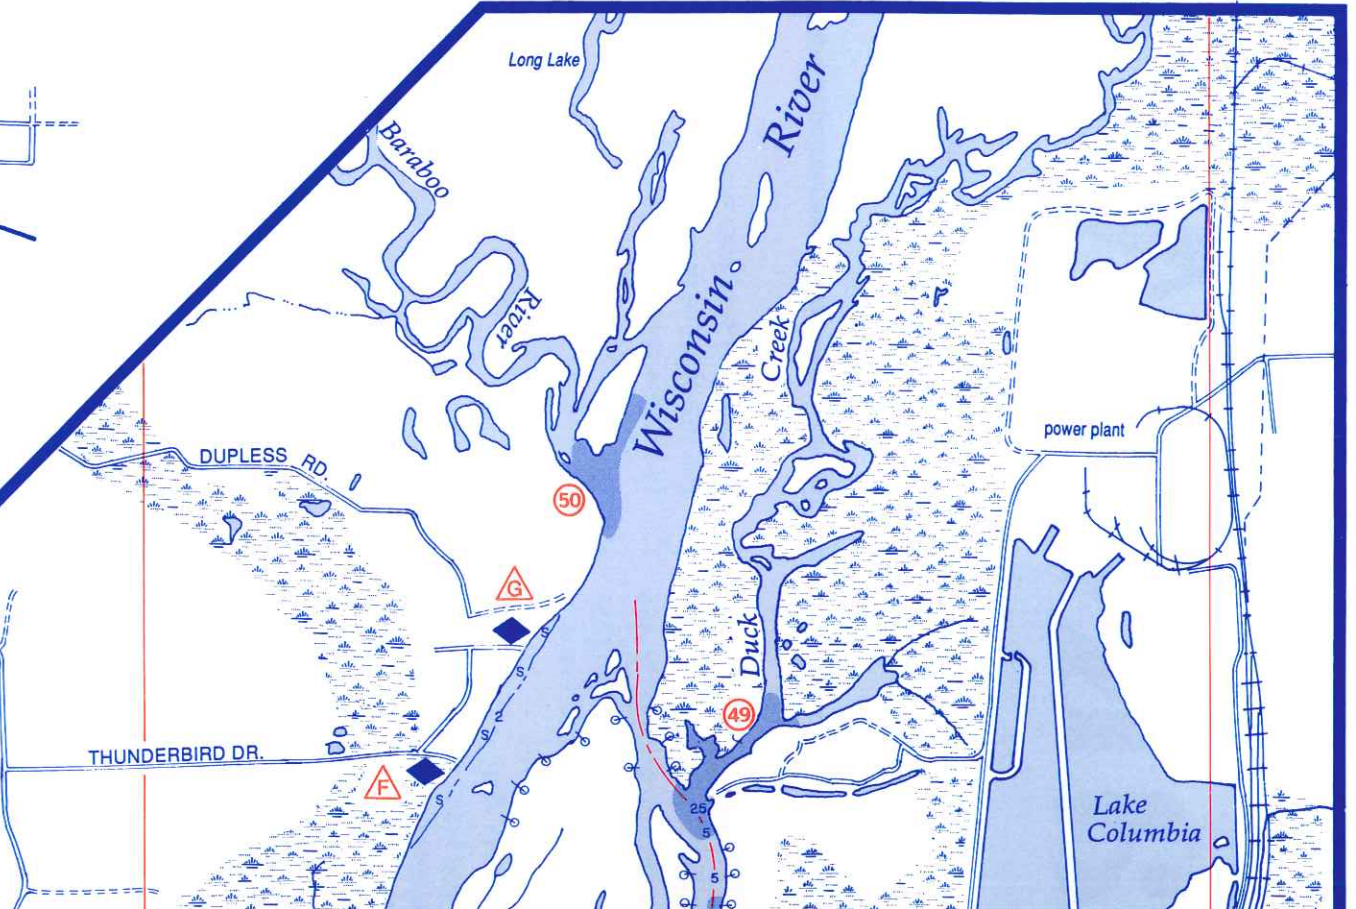 Long Lake
Wisconsin River
Baraboo River
Duck Creek
power plant
DUPLESS RD.
50
G
S
S
2
S
49
THUNDERBIRD DR.
F
S
25
5
5
Lake
Columbia